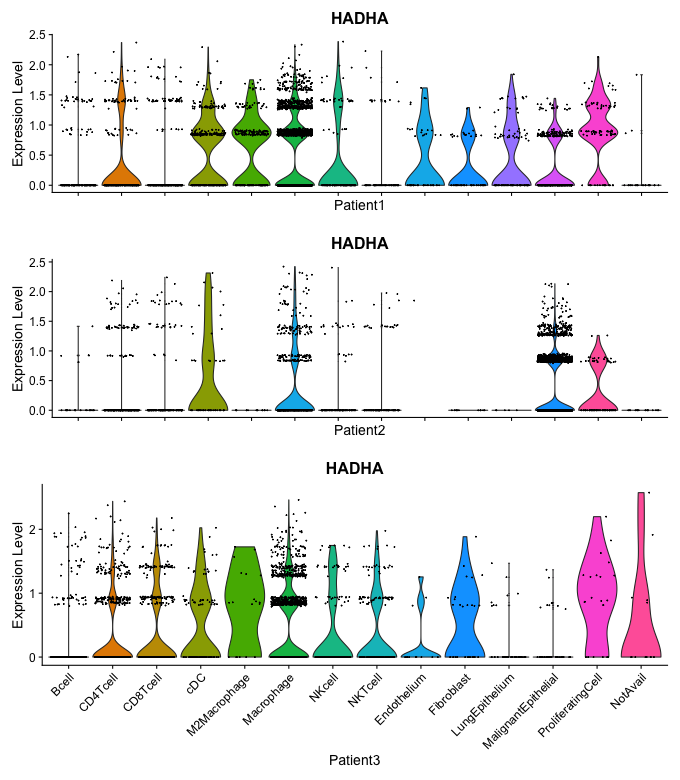 HADHA
Expression Level
2.5
2.0
1.5
1.0
0.5
0.0
Patient1
HADHA
Expression Level
2.5
2.0
1.5
1.0
0.5
0.0
Patient2
HADHA
Expression Level
2
1
0
Bcell
CD4Tcell
CD8Tcell
cDC
M2Macrophage
Macrophage
NKcell
NKTcell
Endothelium
Fibroblast
LungEpithelium
MalignantEpithelial
ProliferatingCell
NotAvail
Patient3